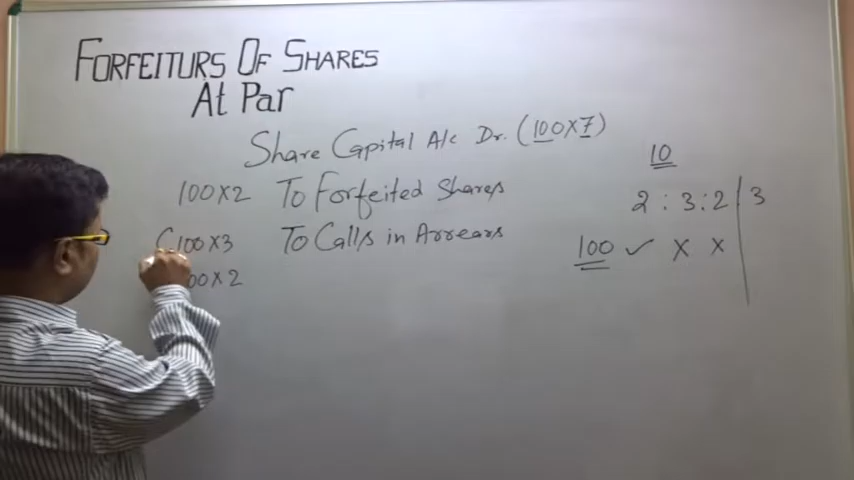 FORFEITURS OF SHARES
At Par
Share Capital A/c Dr. (100X7)
100X2 To Forfeited Shares
(100X3 To Calls in Arrears
00X2
10
2 : 3 : 2 | 3
100 ✓ X X